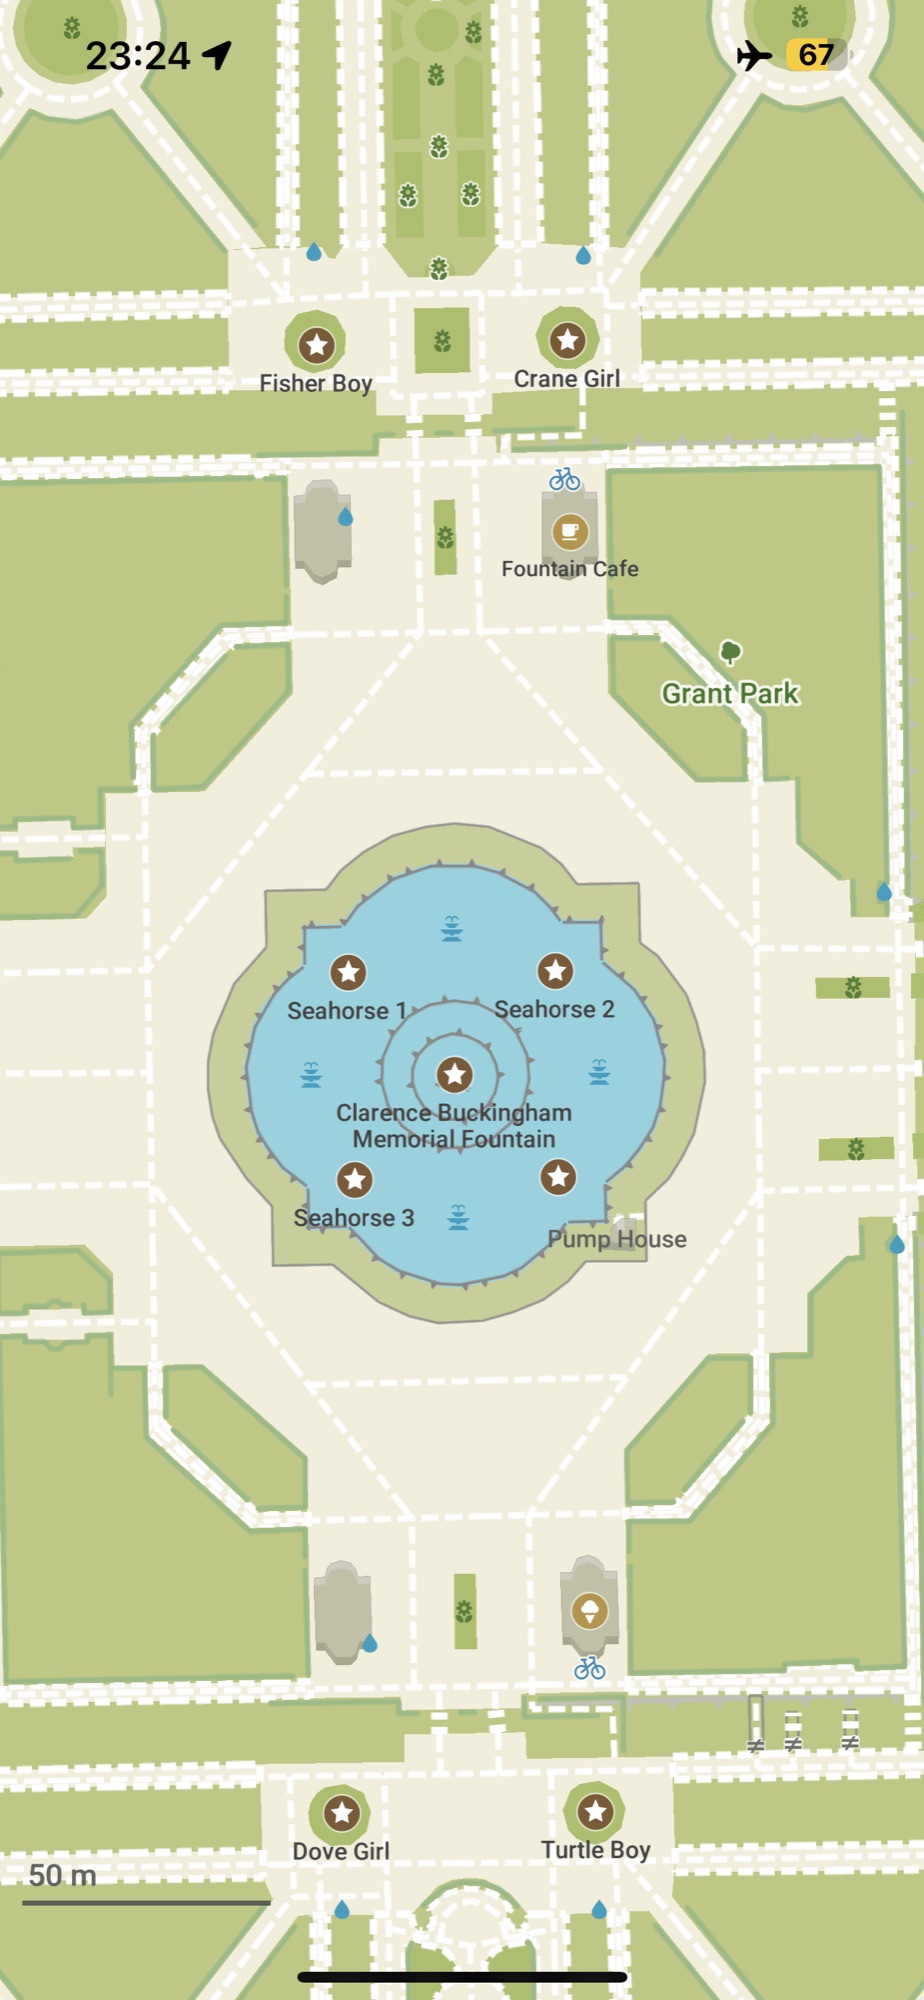 23:24
67
Fisher Boy
Crane Girl
Fountain Cafe
Grant Park
Seahorse 1
Seahorse 2
Clarence Buckingham
Memorial Fountain
Seahorse 3
Pump House
Dove Girl
Turtle Boy
50 m